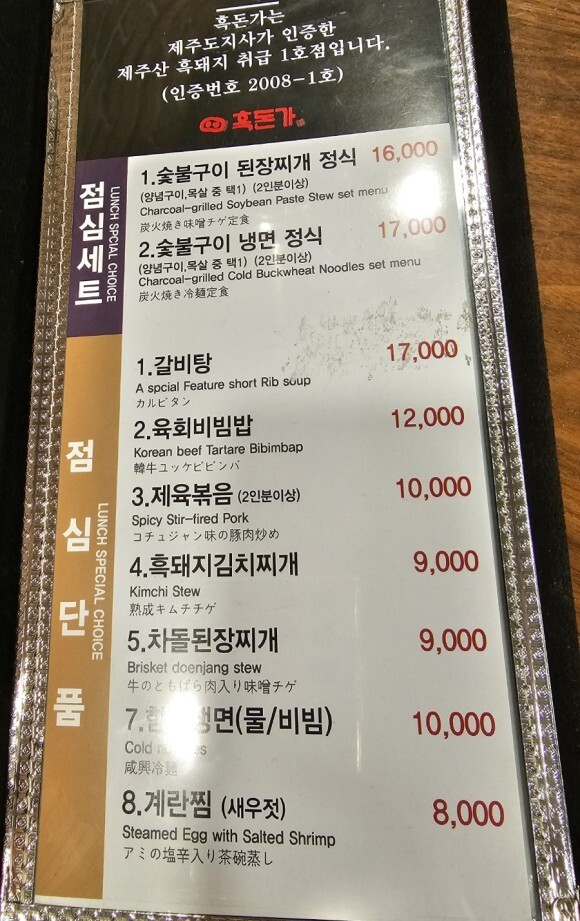 흑돈가는
제주도지사가 인증한
제주산 흑돼지 취급 1호점입니다.
(인증번호 2008-1호)
흑돈가
점심세트
LUNCH SPCIAL CHOICE
1.숯불구이 된장찌개 정식 16,000
(양념구이,목살 중 택1) (2인분이상)
Charcoal-grilled Soybean Paste Stew set menu
炭火焼き味噌チゲ定食
2.숯불구이 냉면 정식 17,000
(양념구이,목살 중 택1) (2인분이상)
Charcoal-grilled Cold Buckwheat Noodles set menu
炭火焼き冷麺定食
점심단품
LUNCH SPECIAL CHOICE
1.갈비탕 17,000
A spcial Feature short Rib soup
カルビタン
2.육회비빔밥 12,000
Korean beef Tartare Bibimbap
韓牛ユッケビビンバ
3.제육볶음 (2인분이상) 10,000
Spicy Stir-fired Pork
コチュジャン味の豚肉炒め
4.흑돼지김치찌개 9,000
Kimchi Stew
熟成キムチチゲ
5.차돌된장찌개 9,000
Brisket doenjang stew
牛のともばら肉入り味噌チゲ
7. 냉면(물/비빔) 10,000
Cold
咸興冷麺
8.계란찜 (새우젓) 8,000
Steamed Egg with Salted Shrimp
アミの塩辛入り茶碗蒸し